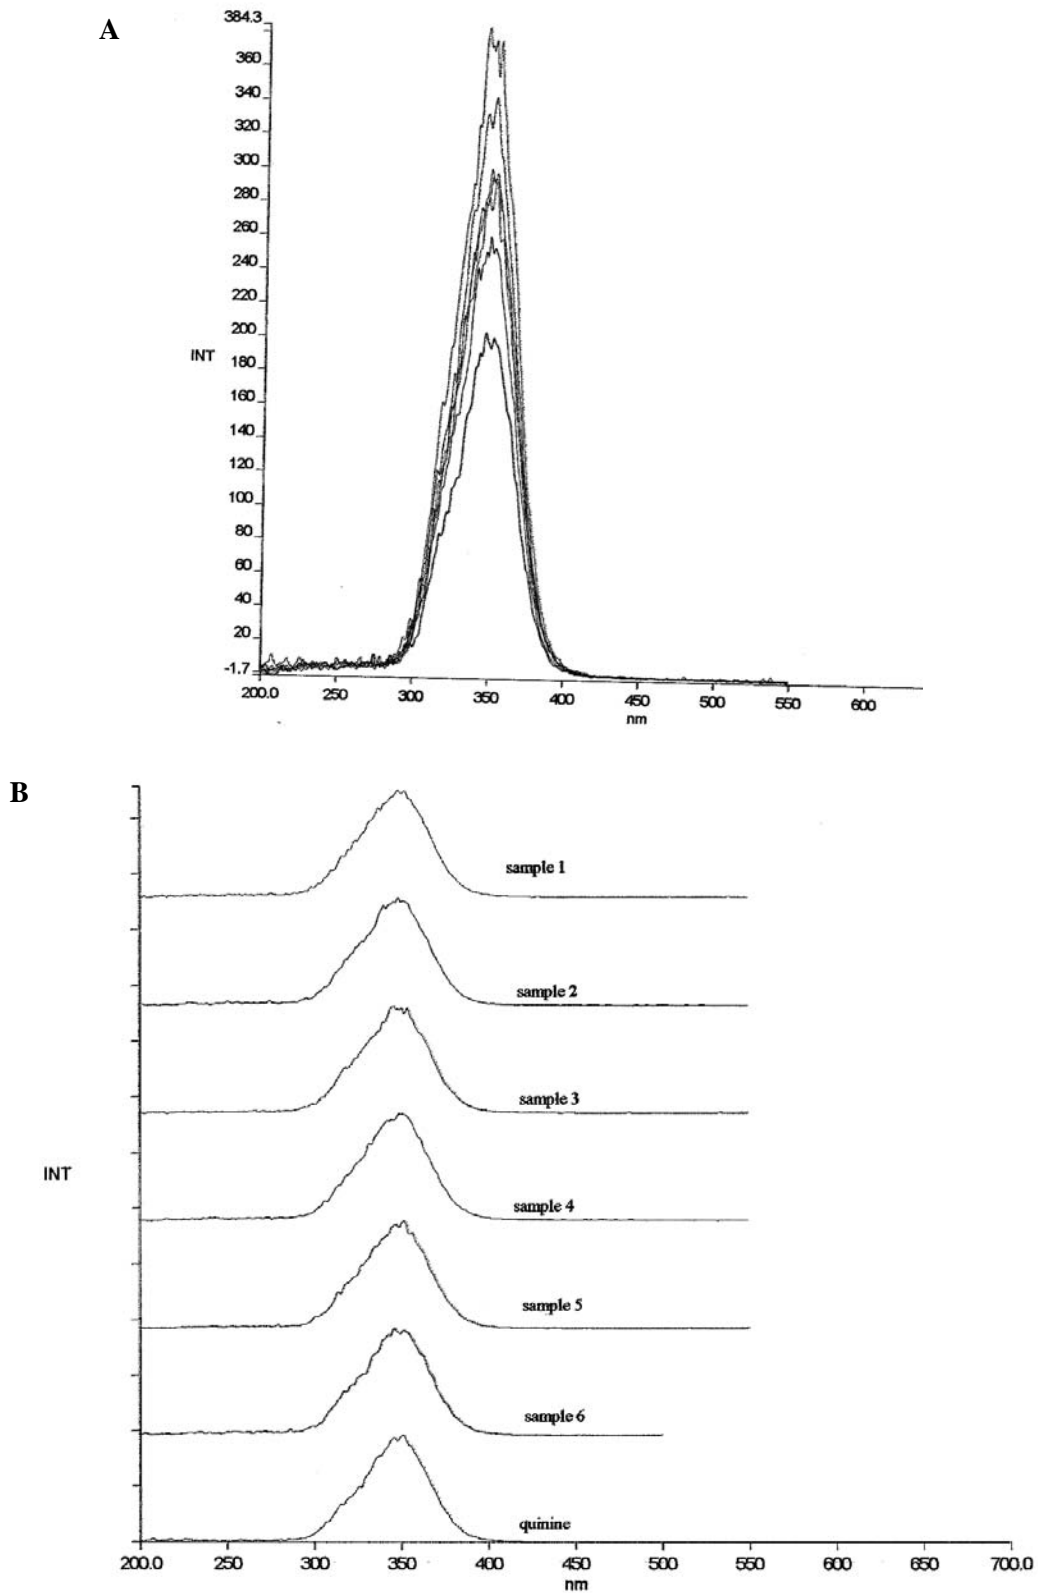 A
384.3
360
340
320
300
280
260
240
220
200
INT
180
160
140
120
100
80
60
40
20
-1.7
200.0 250 300 350 400 450 500 550 600
nm
B
sample 1
sample 2
sample 3
INT
sample 4
sample 5
sample 6
quinine
200.0 250 300 350 400 450 500 550 600 650 700.0
nm